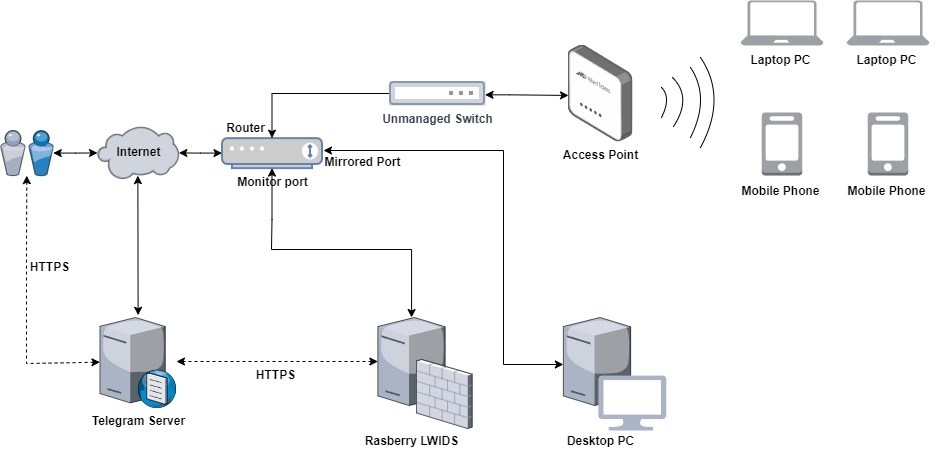 Laptop PC
Laptop PC
Unmanaged Switch
Router
Internet
Access Point
Mirrored Port
Monitor port
Mobile Phone
Mobile Phone
HTTPS
HTTPS
Telegram Server
Rasberry LWIDS
Desktop PC